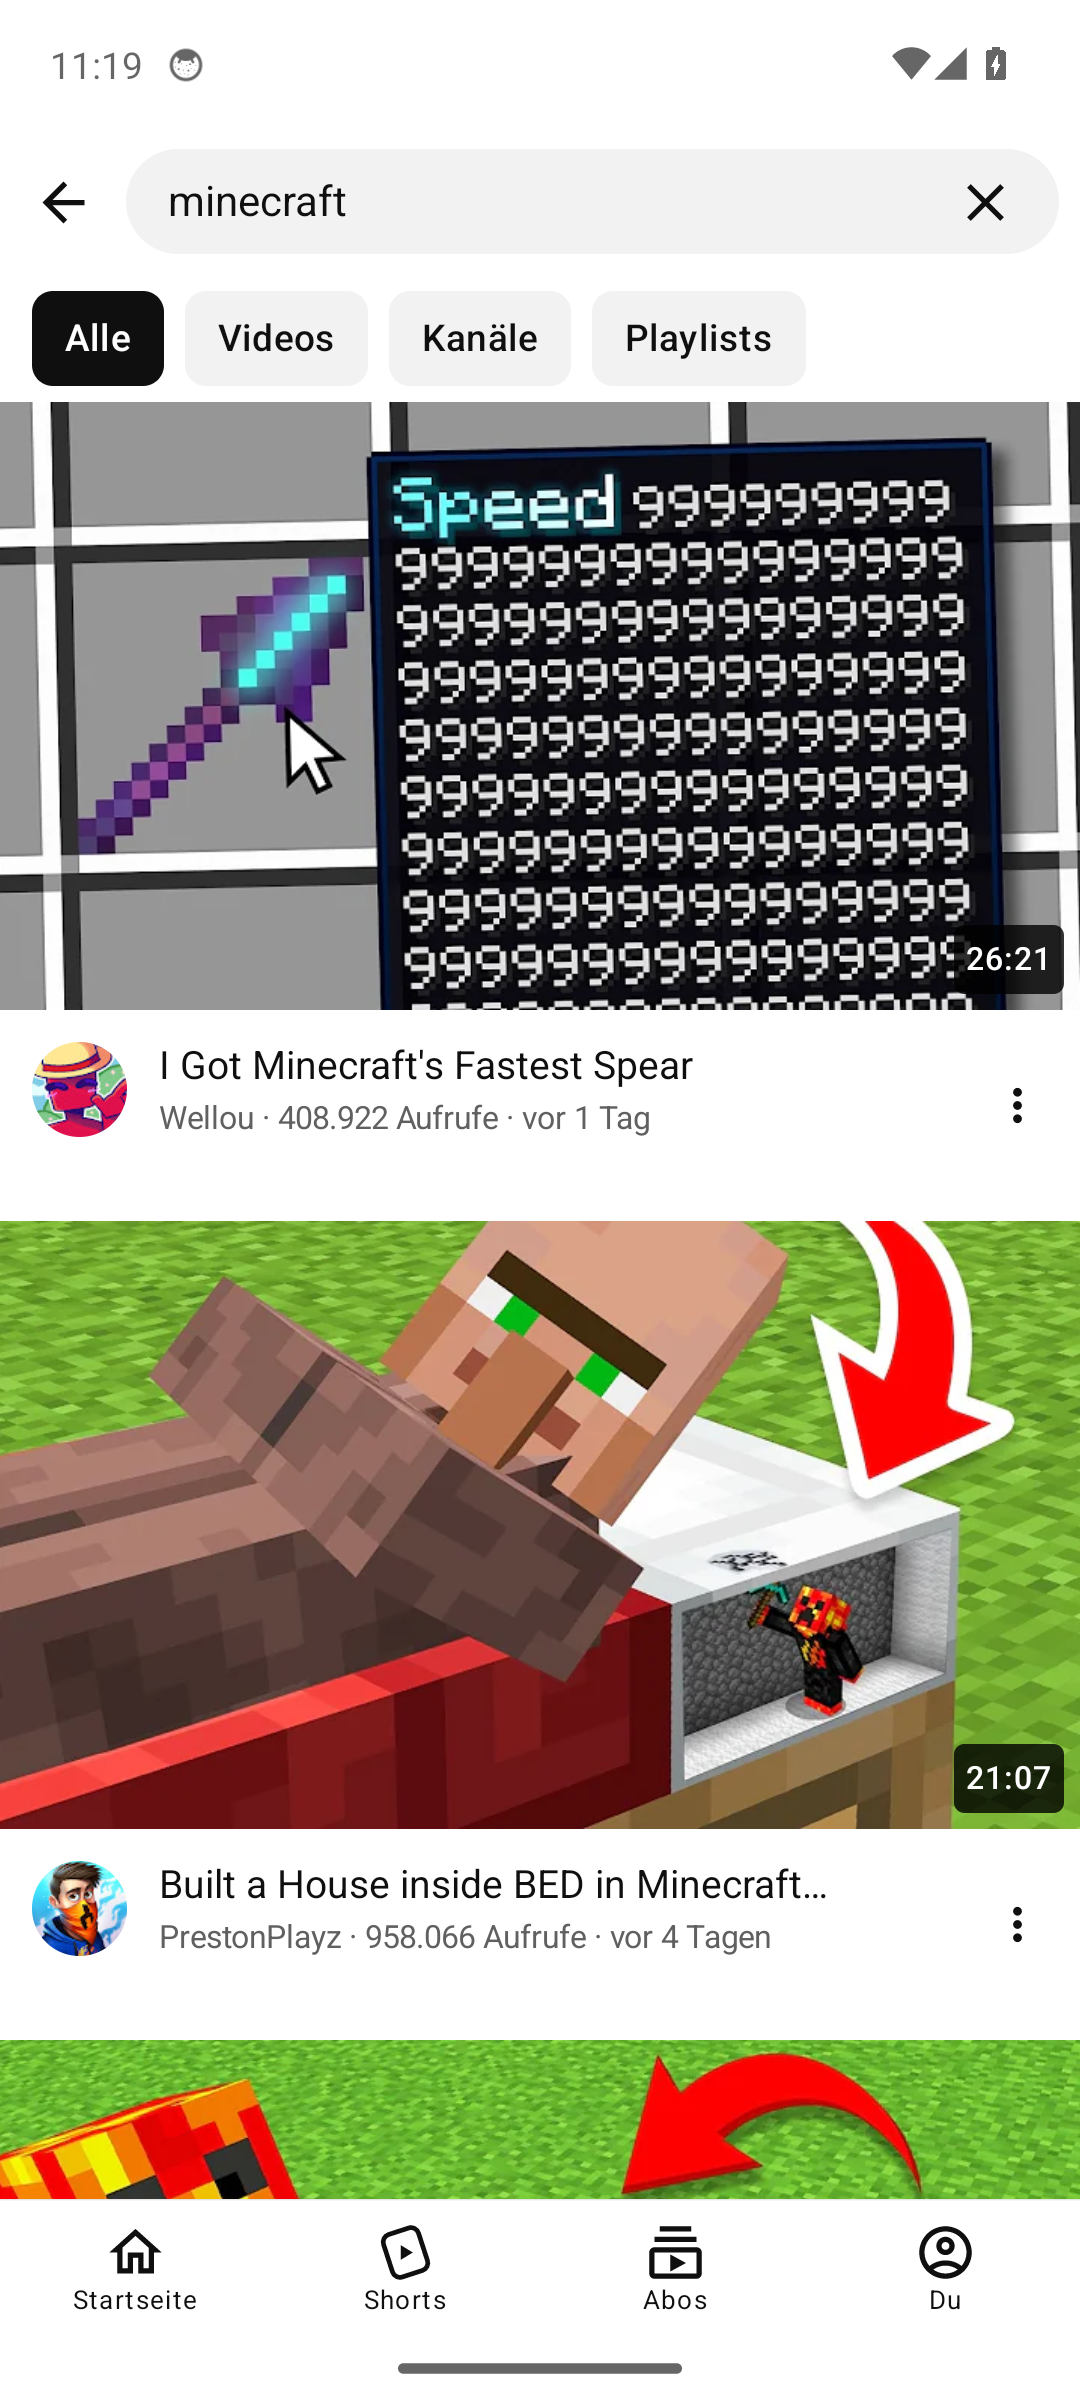 11:19
minecraft
Alle
Videos
Kanäle
Playlists
Speed 999999999
9999999999999999
9999999999999999
9999999999999999
9999999999999999
9999999999999999
9999999999999999
9999999999999999
26:21
I Got Minecraft's Fastest Spear
Wellou · 408.922 Aufrufe · vor 1 Tag
21:07
Built a House inside BED in Minecraft...
PrestonPlayz · 958.066 Aufrufe · vor 4 Tagen
Startseite
Shorts
Abos
Du